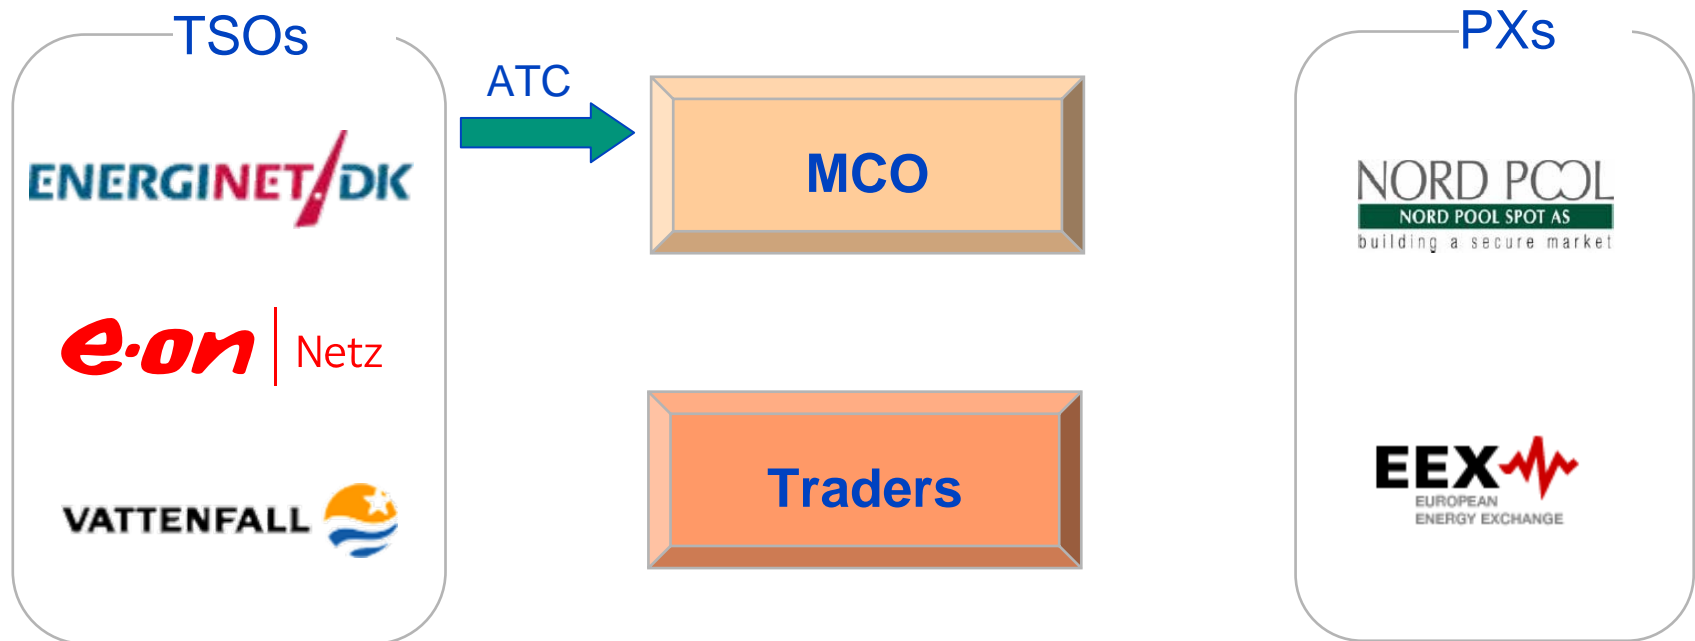 TSOs
ENERGINET/DK
e·on | Netz
VATTENFALL
ATC
MCO
Traders
PXs
NORD POOL
NORD POOL SPOT AS
building a secure market
EEX
EUROPEAN
ENERGY EXCHANGE